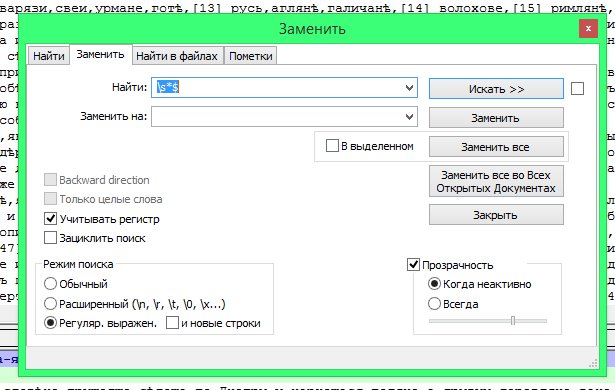 варязи,свеи,урмане,готѣ,[13] русь,аглянѣ,галичанѣ,[14] волохове,[15] римлянѣ,
Заменить
x
Найти
Заменить
Найти в файлах
Пометки
Найти: \s*$
Искать >>
Заменить на:
Заменить
В выделенном
Заменить все
Заменить все во Всех
Открытых Документах
Закрыть
Backward direction
Только целые слова
Учитывать регистр
Зациклить поиск
Режим поиска
Обычный
Расширенный (\n, \r, \t, \0, \x...)
Регуляр. выражен.
и новые строки
Прозрачность
Когда неактивно
Всегда